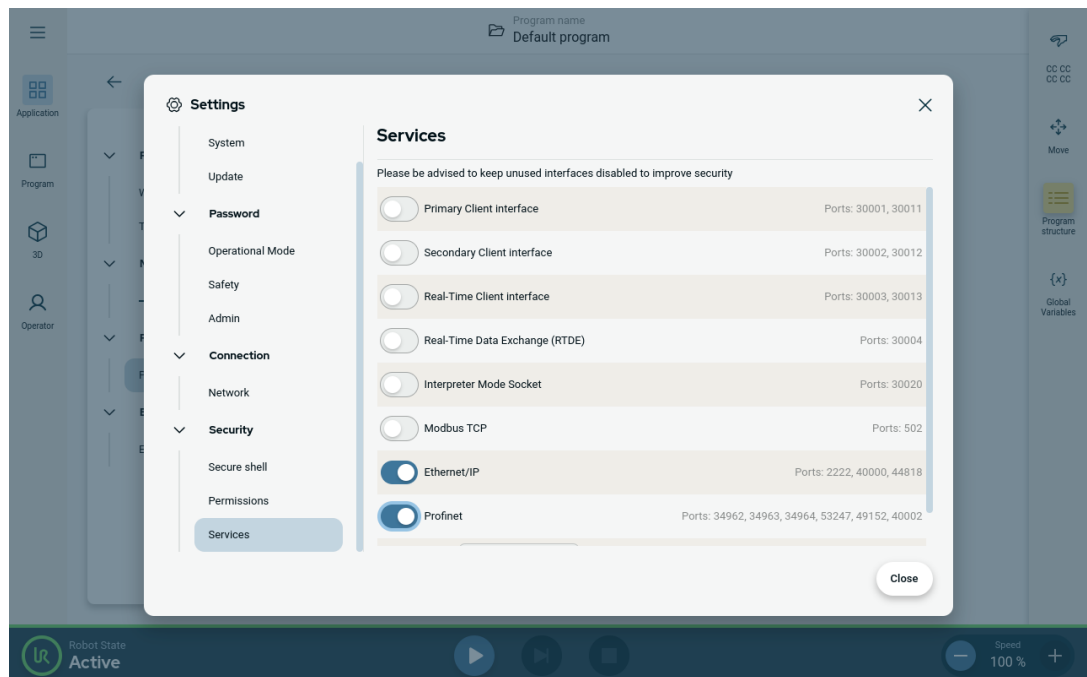 Program name
Default program
Application
Program
3D
Operator
CC CC
CC CC
Move
Program
structure
{x}
Global
Variables
Settings
System
Update
Password
Operational Mode
Safety
Admin
Connection
Network
Security
Secure shell
Permissions
Services
Services
Please be advised to keep unused interfaces disabled to improve security
Primary Client interface Ports: 30001, 30011
Secondary Client interface Ports: 30002, 30012
Real-Time Client interface Ports: 30003, 30013
Real-Time Data Exchange (RTDE) Ports: 30004
Interpreter Mode Socket Ports: 30020
Modbus TCP Ports: 502
Ethernet/IP Ports: 2222, 40000, 44818
Profinet Ports: 34962, 34963, 34964, 53247, 49152, 40002
Close
UR
Robot State
Active
Speed
100 %